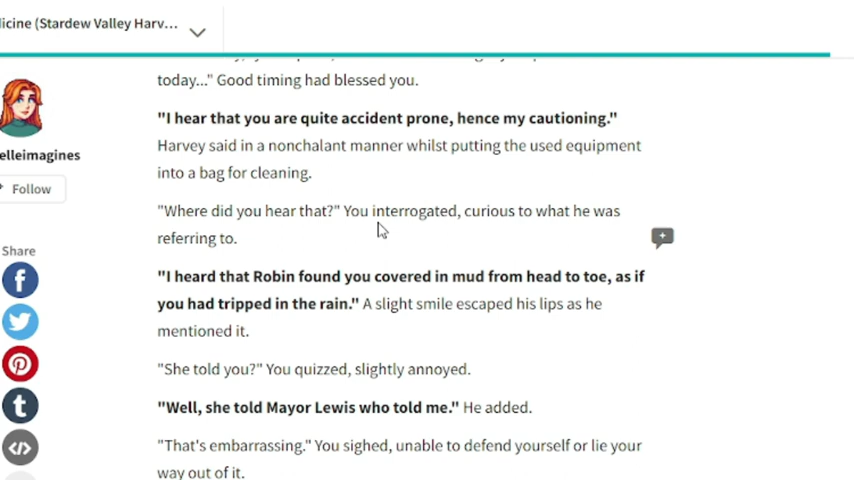 icine (Stardew Valley Harv...
today..." Good timing had blessed you.
"I hear that you are quite accident prone, hence my cautioning."
Harvey said in a nonchalant manner whilst putting the used equipment
into a bag for cleaning.
elleimagines
Follow
"Where did you hear that?" You interrogated, curious to what he was
referring to.
Share
"I heard that Robin found you covered in mud from head to toe, as if
you had tripped in the rain." A slight smile escaped his lips as he
mentioned it.
"She told you?" You quizzed, slightly annoyed.
"Well, she told Mayor Lewis who told me." He added.
"That's embarrassing." You sighed, unable to defend yourself or lie your
way out of it.